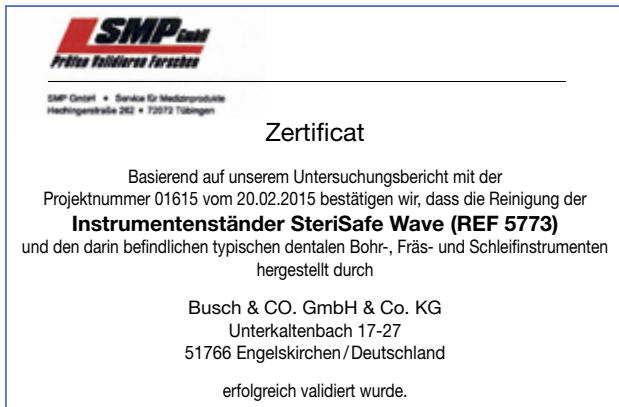 SMP GmbH
Prüfen Validieren Forschen
SMP GmbH • Service für Medizinprodukte
Hechingerstraße 262 • 72072 Tübingen
Zertificat
Basierend auf unserem Untersuchungsbericht mit der
Projektnummer 01615 vom 20.02.2015 bestätigen wir, dass die Reinigung der
Instrumentenständer SteriSafe Wave (REF 5773)
und den darin befindlichen typischen dentalen Bohr-, Fräs- und Schleifinstrumenten
hergestellt durch
Busch & CO. GmbH & Co. KG
Unterkaltenbach 17-27
51766 Engelskirchen/Deutschland
erfolgreich validiert wurde.